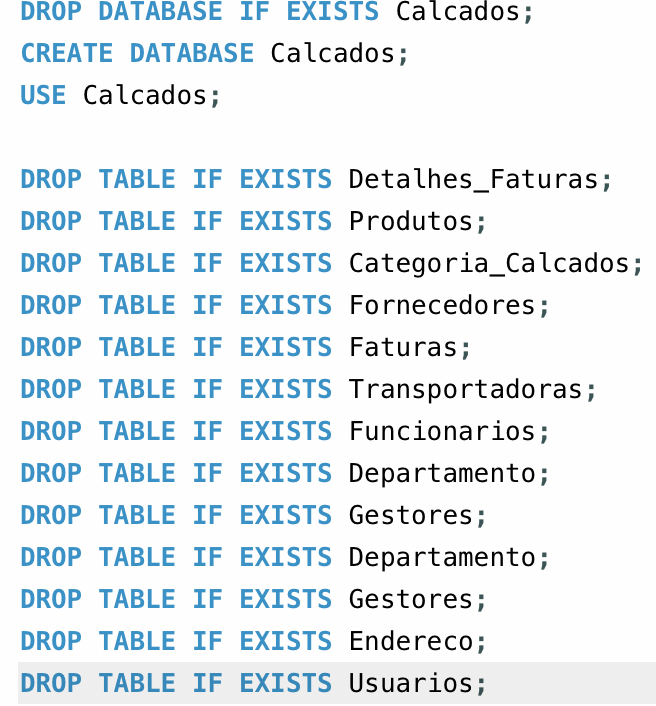 DROP DATABASE IF EXISTS Calcados;
CREATE DATABASE Calcados;
USE Calcados;
DROP TABLE IF EXISTS Detalhes_Faturas;
DROP TABLE IF EXISTS Produtos;
DROP TABLE IF EXISTS Categoria_Calcados;
DROP TABLE IF EXISTS Fornecedores;
DROP TABLE IF EXISTS Faturas;
DROP TABLE IF EXISTS Transportadoras;
DROP TABLE IF EXISTS Funcionarios;
DROP TABLE IF EXISTS Departamento;
DROP TABLE IF EXISTS Gestores;
DROP TABLE IF EXISTS Departamento;
DROP TABLE IF EXISTS Gestores;
DROP TABLE IF EXISTS Endereco;
DROP TABLE IF EXISTS Usuarios;